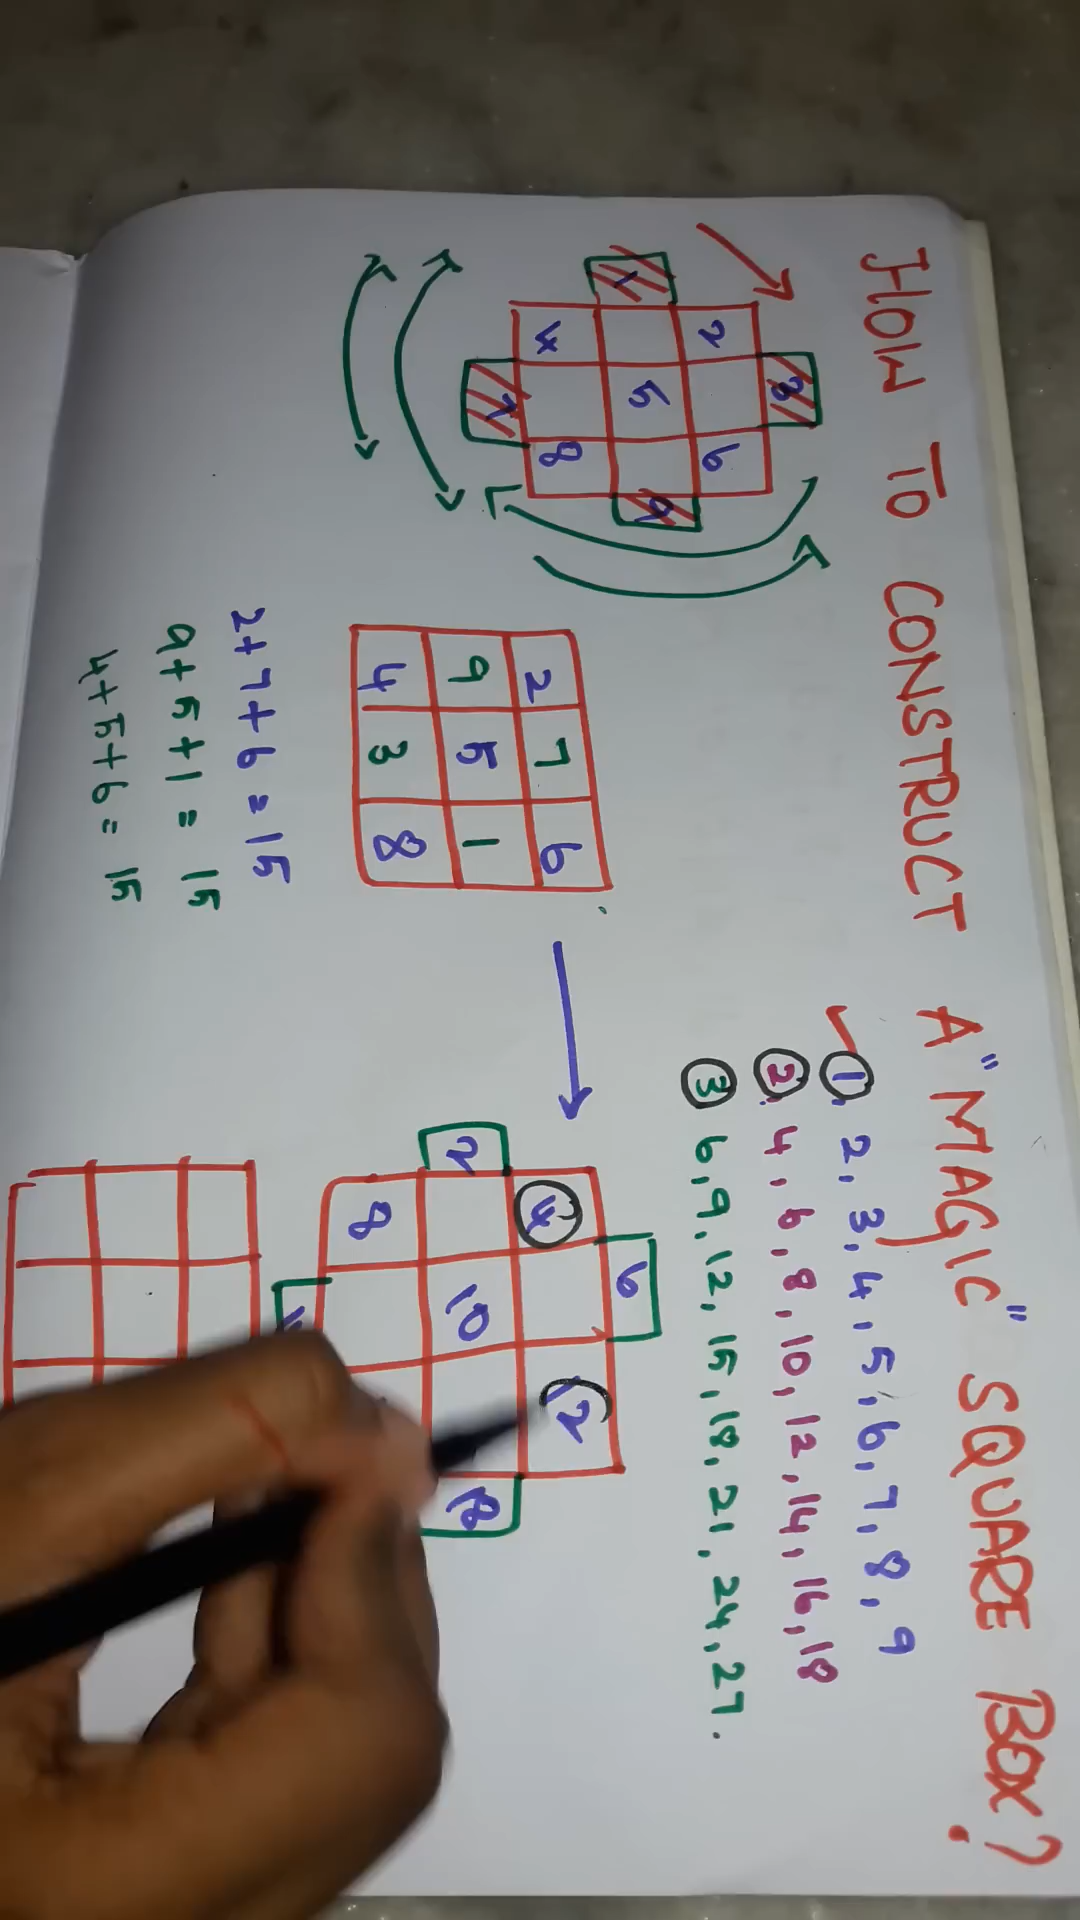 HOW TO CONSTRUCT A "MAGIC" SQUARE BOX?
1, 2, 3, 4, 5, 6, 7, 8, 9
2, 4, 6, 8, 10, 12, 14, 16, 18
3 6, 9, 12, 15, 18, 21, 24, 27.
3
2 6
1 5 9
4 8
7
2 7 6
9 5 1
4 3 8
2+7+6=15
9+5+1=15
4+5+6=15
6
4 12
2 10 18
8